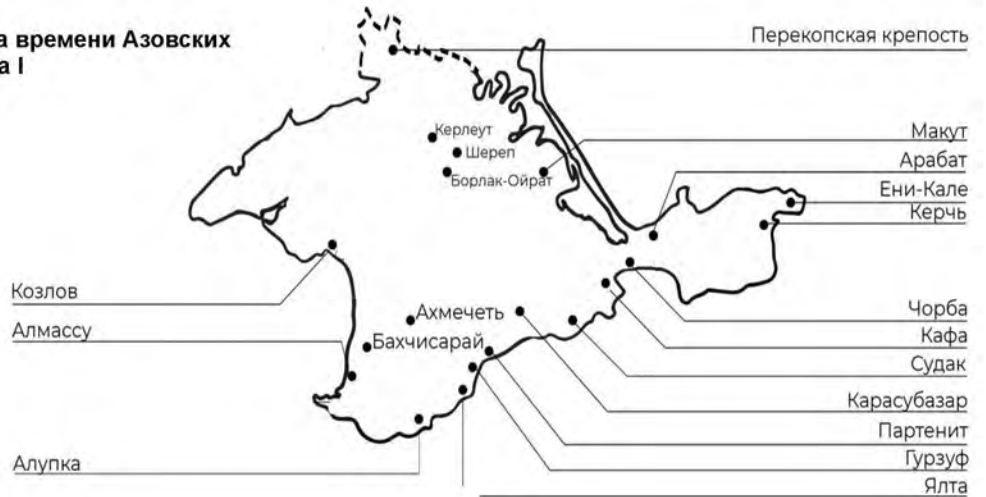 а времени Азовских
а I
Перекопская крепость
Керлеут
Шереп
Борлак-Ойрат
Макут
Арабат
Ени-Кале
Керчь
Козлов
Алмассу
Ахмечеть
Бахчисарай
Чорба
Кафа
Судак
Карасубазар
Партенит
Гурзуф
Ялта
Алупка